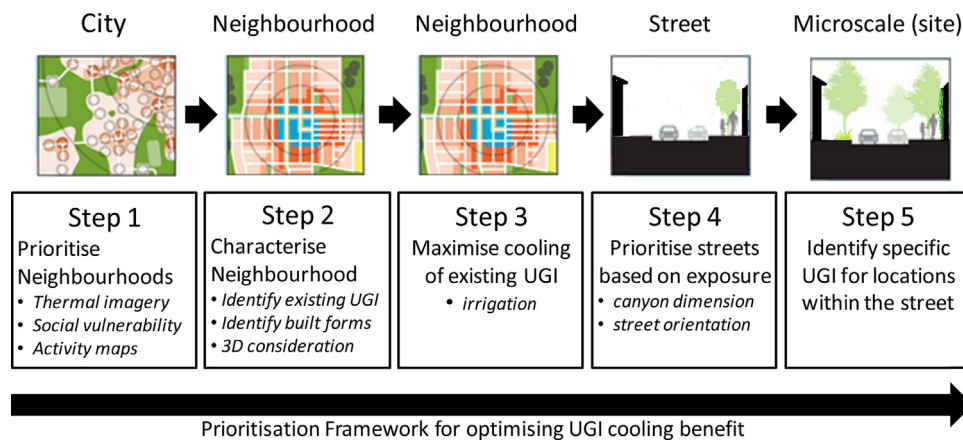 City
Neighbourhood
Neighbourhood
Street
Microscale (site)
Step 1
Prioritise
Neighbourhoods
• Thermal imagery
• Social vulnerability
• Activity maps
Step 2
Characterise
Neighbourhood
• Identify existing UGI
• Identify built forms
• 3D consideration
Step 3
Maximise cooling
of existing UGI
• irrigation
Step 4
Prioritise streets
based on exposure
• canyon dimension
• street orientation
Step 5
Identify specific
UGI for locations
within the street
Prioritisation Framework for optimising UGI cooling benefit